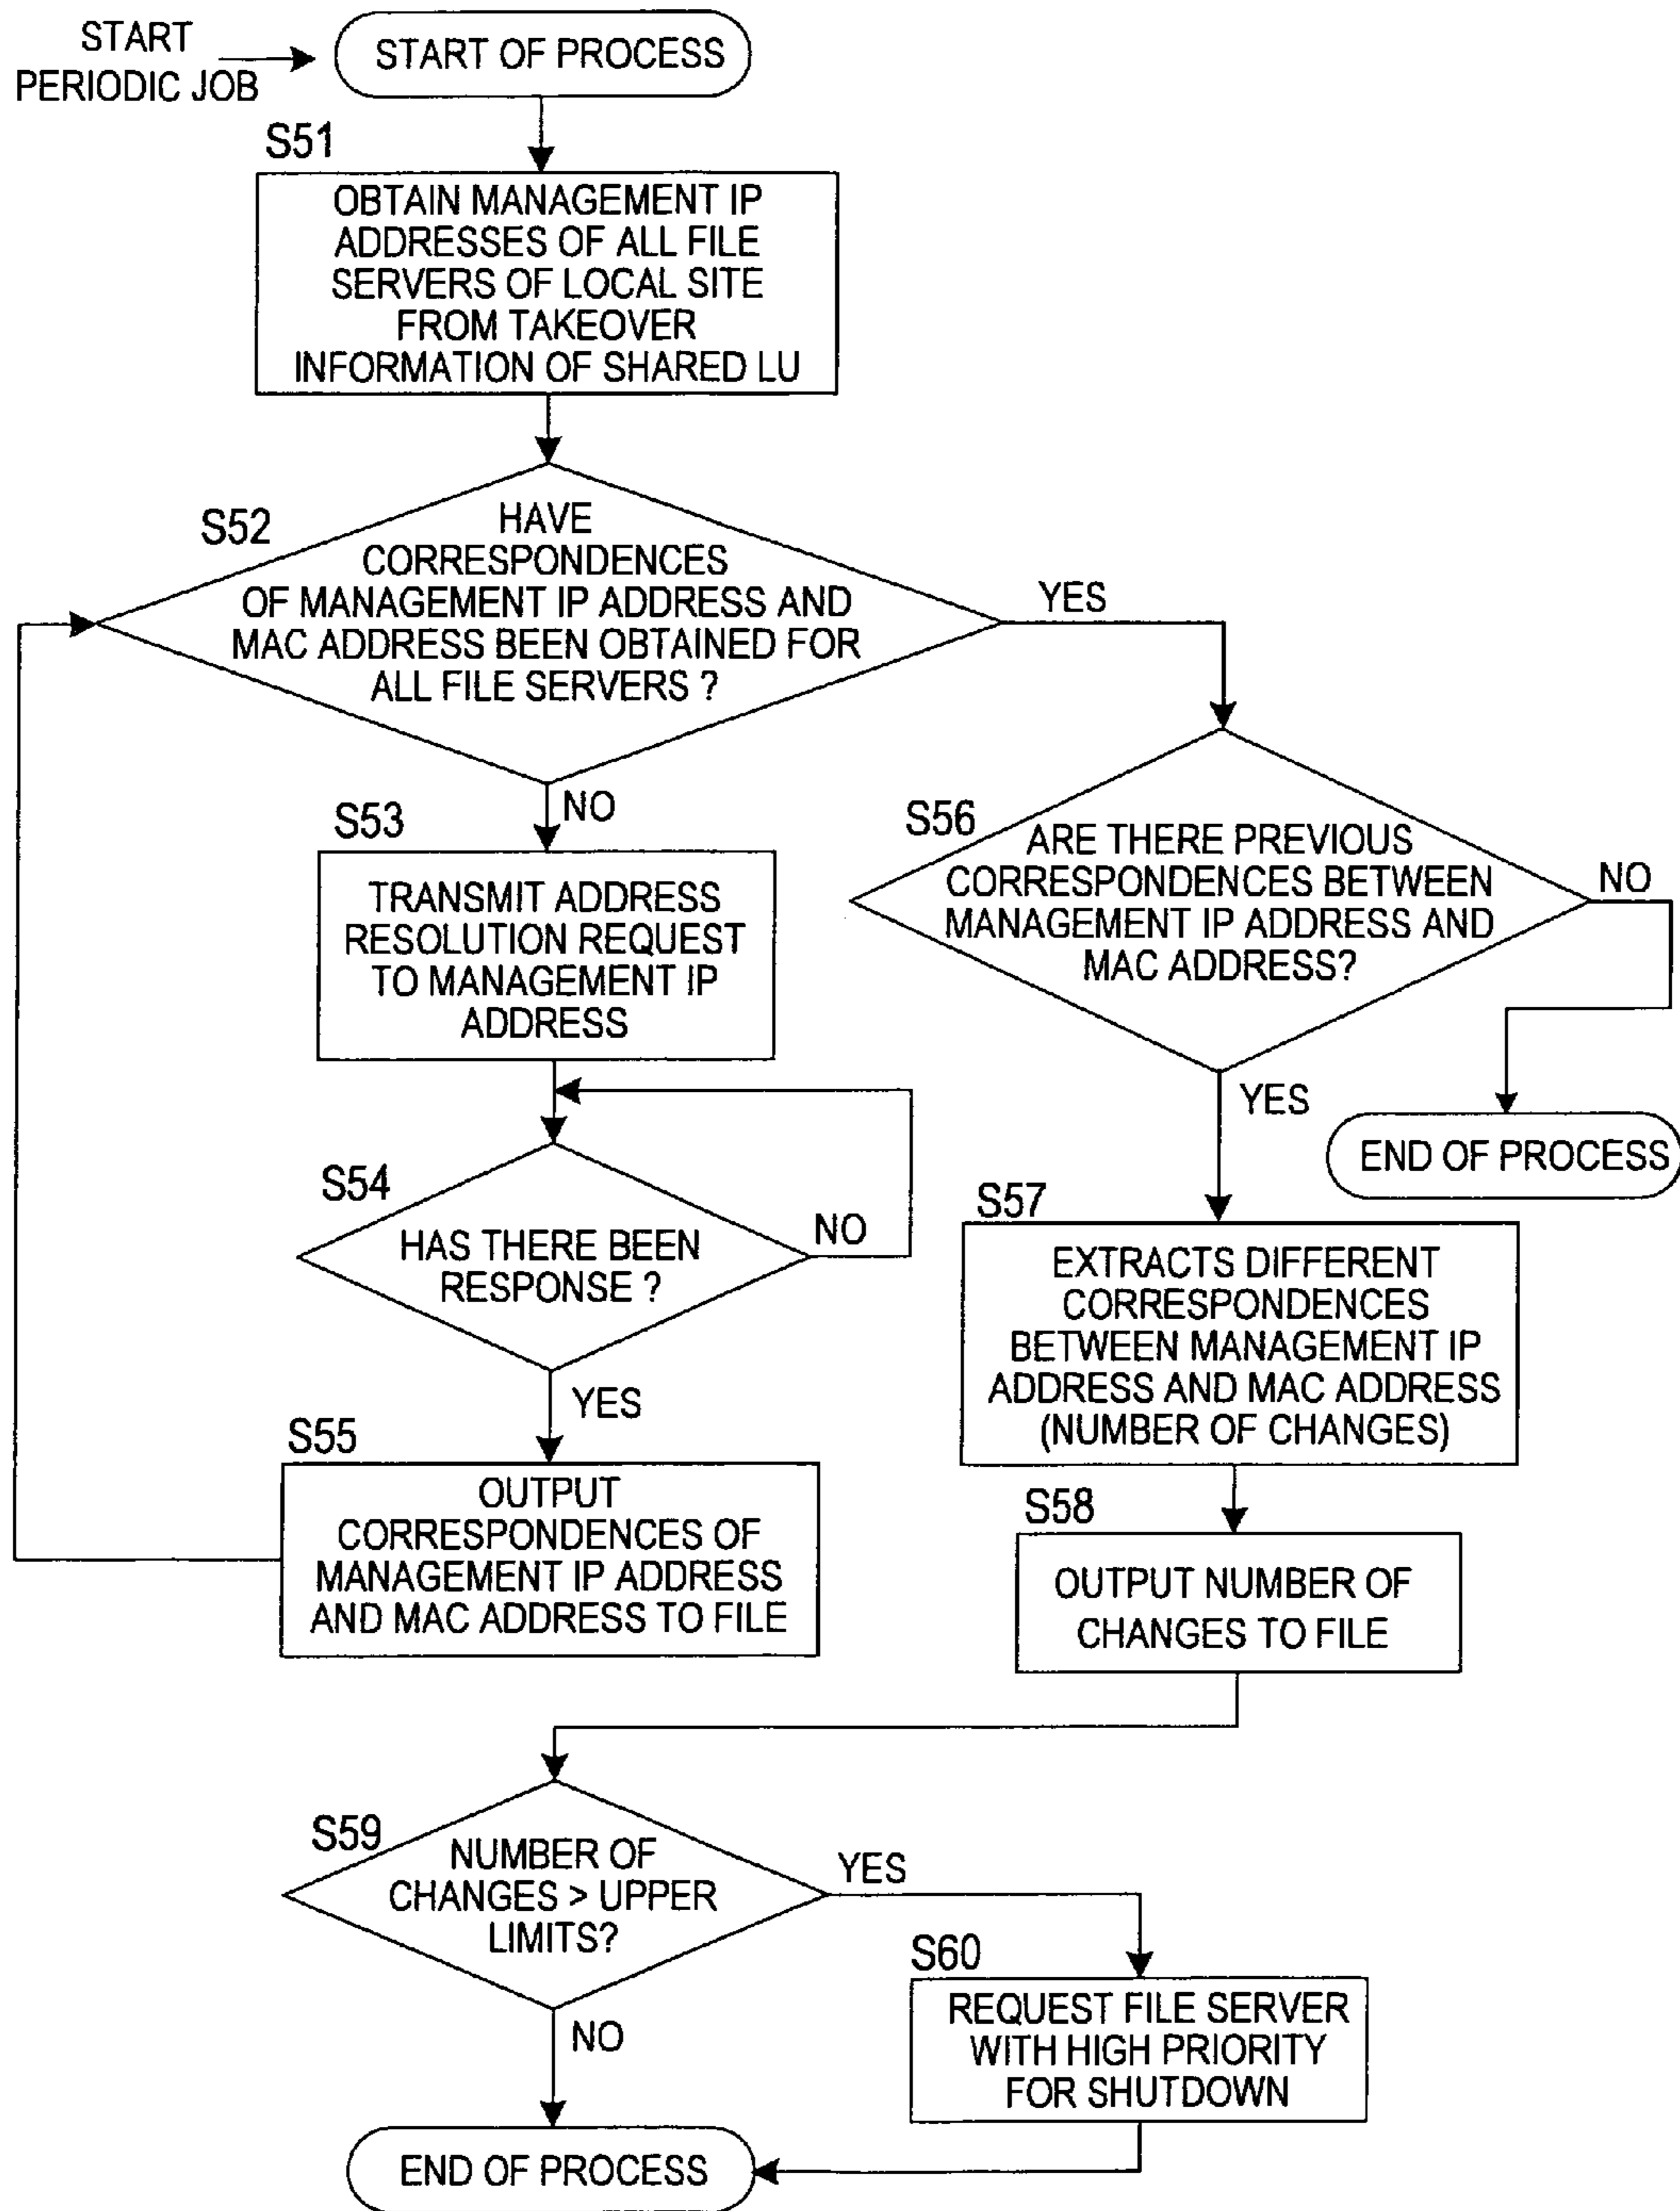 START
PERIODIC JOB
START OF PROCESS
S51
OBTAIN MANAGEMENT IP
ADDRESSES OF ALL FILE
SERVERS OF LOCAL SITE
FROM TAKEOVER
INFORMATION OF SHARED LU
S52
HAVE
CORRESPONDENCES
OF MANAGEMENT IP ADDRESS AND
MAC ADDRESS BEEN OBTAINED FOR
ALL FILE SERVERS ?
YES
NO
S53
TRANSMIT ADDRESS
RESOLUTION REQUEST
TO MANAGEMENT IP
ADDRESS
S54
HAS THERE BEEN
RESPONSE ?
NO
YES
S55
OUTPUT
CORRESPONDENCES OF
MANAGEMENT IP ADDRESS
AND MAC ADDRESS TO FILE
S56
ARE THERE PREVIOUS
CORRESPONDENCES BETWEEN
MANAGEMENT IP ADDRESS AND
MAC ADDRESS?
NO
YES
END OF PROCESS
S57
EXTRACTS DIFFERENT
CORRESPONDENCES
BETWEEN MANAGEMENT IP
ADDRESS AND MAC ADDRESS
(NUMBER OF CHANGES)
S58
OUTPUT NUMBER OF
CHANGES TO FILE
S59
NUMBER OF
CHANGES > UPPER
LIMITS?
YES
NO
S60
REQUEST FILE SERVER
WITH HIGH PRIORITY
FOR SHUTDOWN
END OF PROCESS